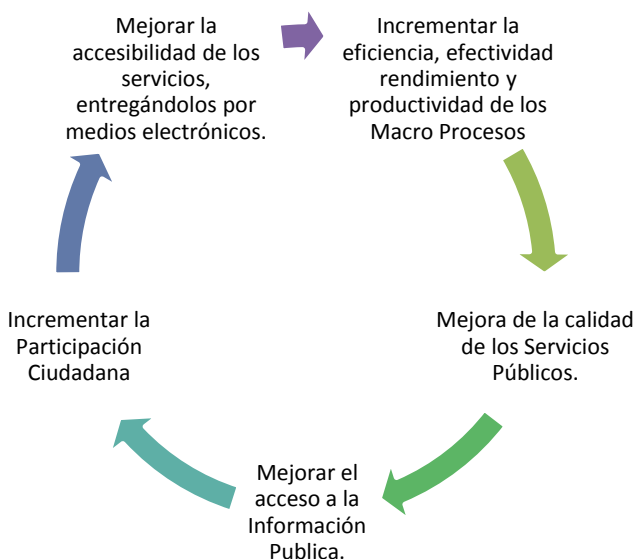 Mejorar la
accesibilidad de los
servicios,
entregándolos por
medios electrónicos.
Incrementar la
eficiencia, efectividad
rendimiento y
productividad de los
Macro Procesos
Mejora de la calidad
de los Servicios
Públicos.
Mejorar el
acceso a la
Información
Publica.
Incrementar la
Participación
Ciudadana